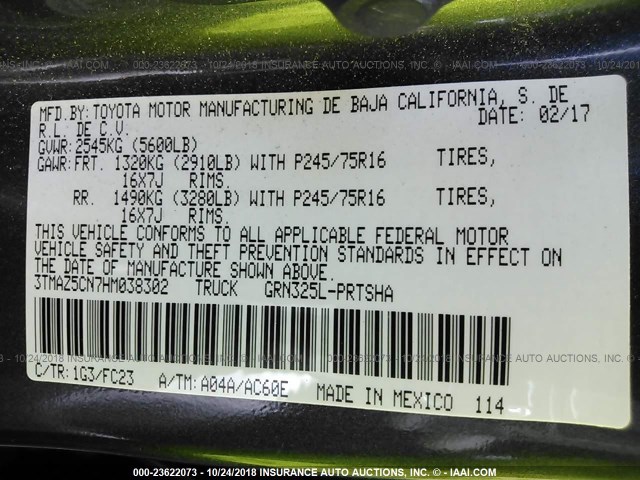 MFD.BY:TOYOTA MOTOR MANUFACTURING DE BAJA CALIFORNIA, S. DE
R.L. DE C.V. DATE: 02/17
GVWR:2545KG (5600LB)
GAWR:FRT. 1320KG (2910LB) WITH P245/75R16 TIRES,
16X7J RIMS.
RR. 1490KG (3280LB) WITH P245/75R16 TIRES,
16X7J RIMS.
THIS VEHICLE CONFORMS TO ALL APPLICABLE FEDERAL MOTOR
VEHICLE SAFETY AND THEFT PREVENTION STANDARDS IN EFFECT ON
THE DATE OF MANUFACTURE SHOWN ABOVE.
3TMAZ5CN7HM038302 TRUCK GRN325L-PRTSHA
C/TR:1G3/FC23 A/TM:A04A/AC60E MADE IN MEXICO 114
000-23622073 - 10/24/2018 INSURANCE AUTO AUCTIONS, INC. - IAAI.COM